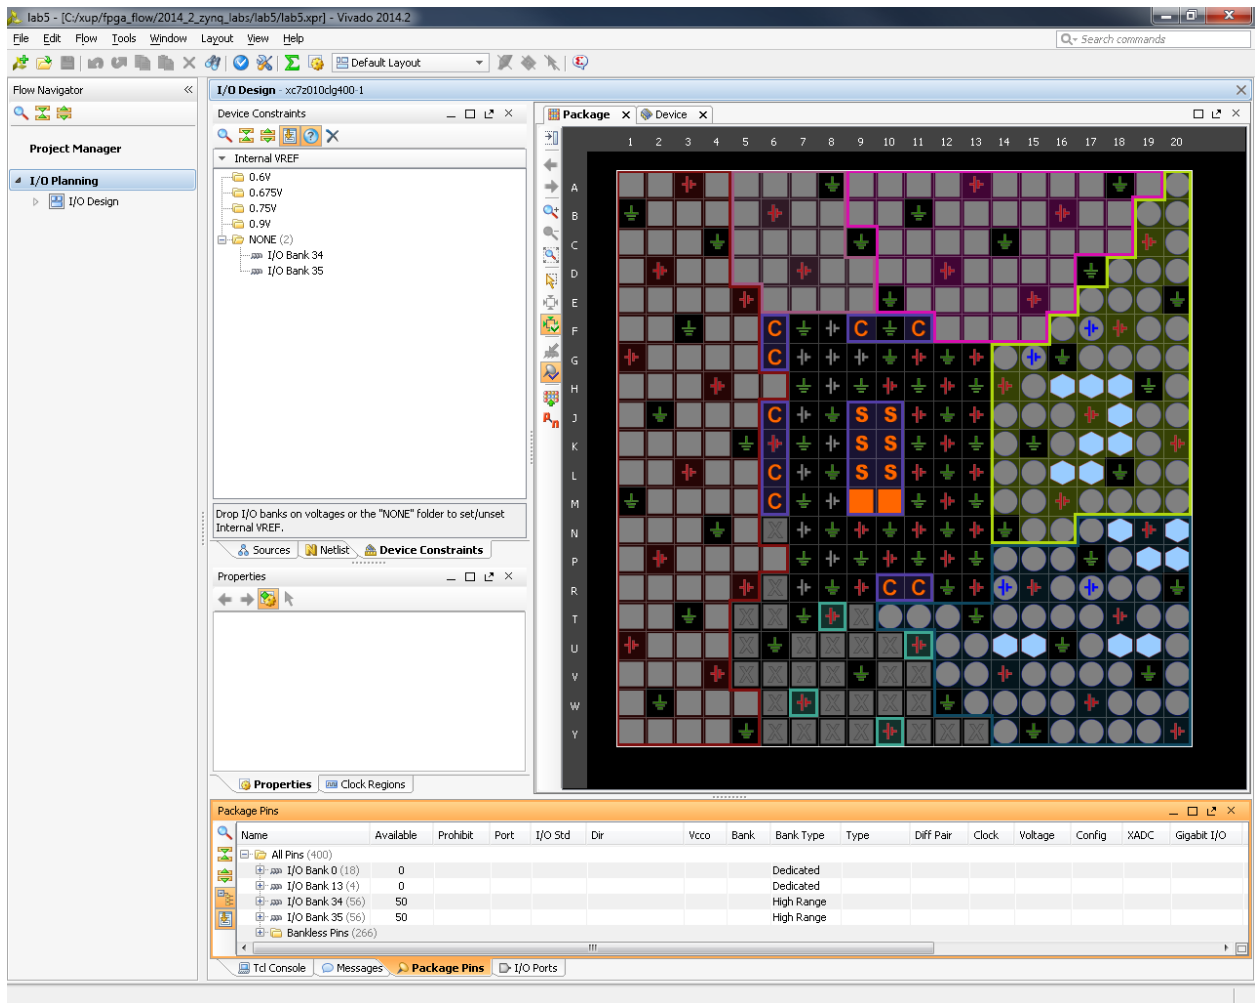 lab5 - [C:/xup/fpga_flow/2014_2_zynq_labs/lab5/lab5.xpr] - Vivado 2014.2
File Edit Flow Tools Window Layout View Help
Search commands
Default Layout
Flow Navigator
Project Manager
I/O Planning
I/O Design
I/O Design - xc7z010clg400-1
Device Constraints
Internal VREF
0.6V
0.675V
0.75V
0.9V
NONE (2)
I/O Bank 34
I/O Bank 35
Drop I/O banks on voltages or the "NONE" folder to set/unset
Internal VREF.
Sources Netlist Device Constraints
Properties
Properties Clock Regions
Package Device
1 2 3 4 5 6 7 8 9 10 11 12 13 14 15 16 17 18 19 20
A
B
C
D
E
F C C C
G C
H
J C S S
K S S
L C S S
M C
N X
P
R X C C
T X X X
U X X X X X
V X X X X X X
W X X X X
Y X X X X X X X
Package Pins
Name Available Prohibit Port I/O Std Dir Vcco Bank Bank Type Type Diff Pair Clock Voltage Config XADC Gigabit I/O
All Pins (400)
I/O Bank 0 (18) 0 Dedicated
I/O Bank 13 (4) 0 Dedicated
I/O Bank 34 (56) 50 High Range
I/O Bank 35 (56) 50 High Range
Bankless Pins (266)
Tcl Console Messages Package Pins I/O Ports